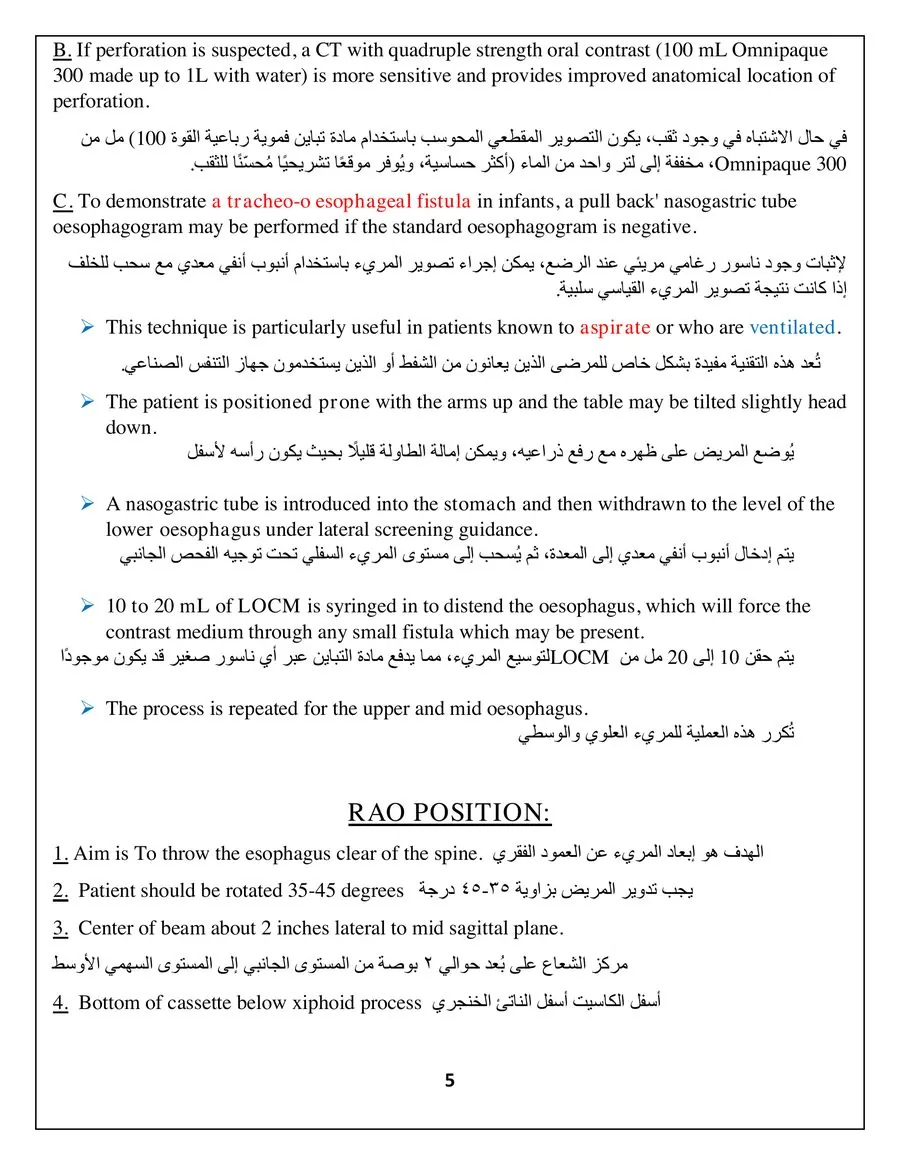 B. If perforation is suspected, a CT with quadruple strength oral contrast (100 mL Omnipaque
300 made up to 1L with water) is more sensitive and provides improved anatomical location of
perforation.
في حال الاشتباه في وجود ثقب، يكون التصوير المقطعي المحوسب باستخدام مادة تباين فموية رباعية القوة 100) مل من
Omnipaque 300، مخففة إلى لتر واحد من الماء (أكثر حساسية، ويُوفر موقعًا تشريحيًا مُحسّنًا للثقب.
C. To demonstrate a tracheo-o esophageal fistula in infants, a pull back' nasogastric tube
oesophagogram may be performed if the standard oesophagogram is negative.
لإثبات وجود ناسور رغامي مريئي عند الرضع، يمكن إجراء تصوير المريء باستخدام أنبوب أنفي معدي مع سحب للخلف
إذا كانت نتيجة تصوير المريء القياسي سلبية.
➢ This technique is particularly useful in patients known to aspirate or who are ventilated.
تُعد هذه التقنية مفيدة بشكل خاص للمرضى الذين يعانون من الشفط أو الذين يستخدمون جهاز التنفس الصناعي.
➢ The patient is positioned prone with the arms up and the table may be tilted slightly head
down.
يُوضع المريض على ظهره مع رفع ذراعيه، ويمكن إمالة الطاولة قليلًا بحيث يكون رأسه لأسفل
➢ A nasogastric tube is introduced into the stomach and then withdrawn to the level of the
lower oesophagus under lateral screening guidance.
يتم إدخال أنبوب أنفي معدي إلى المعدة، ثم يُسحب إلى مستوى المريء السفلي تحت توجيه الفحص الجانبي
➢ 10 to 20 mL of LOCM is syringed in to distend the oesophagus, which will force the
contrast medium through any small fistula which may be present.
يتم حقن 10 إلى 20 مل من LOCMلتوسيع المريء، مما يدفع مادة التباين عبر أي ناسور صغير قد يكون موجودًا
➢ The process is repeated for the upper and mid oesophagus.
تُكرر هذه العملية للمريء العلوي والوسطي
RAO POSITION:
1. Aim is To throw the esophagus clear of the spine. الهدف هو إبعاد المريء عن العمود الفقري
2. Patient should be rotated 35-45 degrees يجب تدوير المريض بزاوية ٣٥-٤٥ درجة
3. Center of beam about 2 inches lateral to mid sagittal plane.
مركز الشعاع على بُعد حوالي ٢ بوصة من المستوى الجانبي إلى المستوى السهمي الأوسط
4. Bottom of cassette below xiphoid process أسفل الكاسيت أسفل الناتئ الخنجري
5